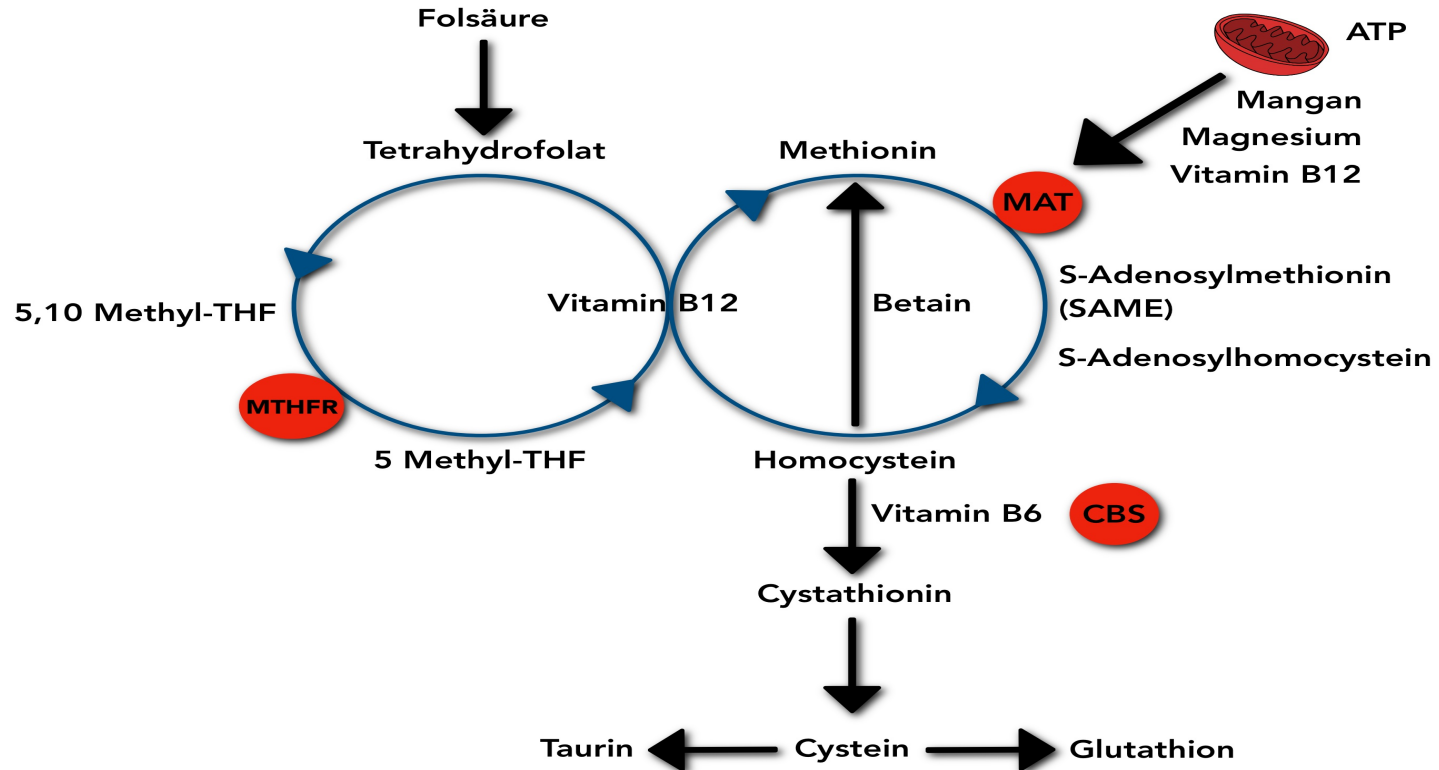 Folsäure
ATP
Mangan
Magnesium
Vitamin B12
Tetrahydrofolat
Methionin
MAT
S-Adenosylmethionin
(SAME)
5,10 Methyl-THF
Vitamin B12
Betain
S-Adenosylhomocystein
MTHFR
5 Methyl-THF
Homocystein
Vitamin B6
CBS
Cystathionin
Taurin
Cystein
Glutathion